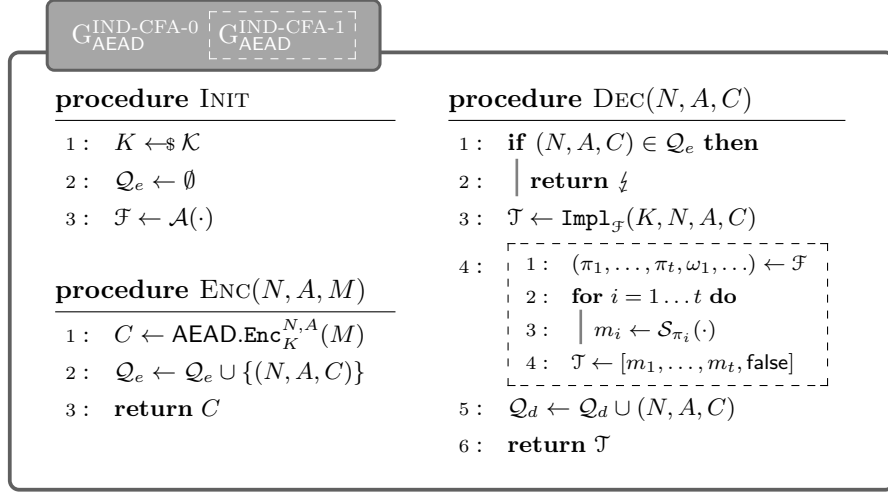 G_AEAD^IND-CFA-0 G_AEAD^IND-CFA-1
procedure INIT
1 : K ←$ 𝒦
2 : 𝒬_e ← ∅
3 : ℱ ← 𝒜(·)
procedure ENC(N, A, M)
1 : C ← AEAD.Enc_K^{N,A}(M)
2 : 𝒬_e ← 𝒬_e ∪ {(N, A, C)}
3 : return C
procedure DEC(N, A, C)
1 : if (N, A, C) ∈ 𝒬_e then
2 : return ↯
3 : 𝒯 ← Impl_ℱ(K, N, A, C)
4 :
1 : (π_1, …, π_t, ω_1, …) ← ℱ
2 : for i = 1 … t do
3 : m_i ← 𝒮_{π_i}(·)
4 : 𝒯 ← [m_1, …, m_t, false]
5 : 𝒬_d ← 𝒬_d ∪ (N, A, C)
6 : return 𝒯